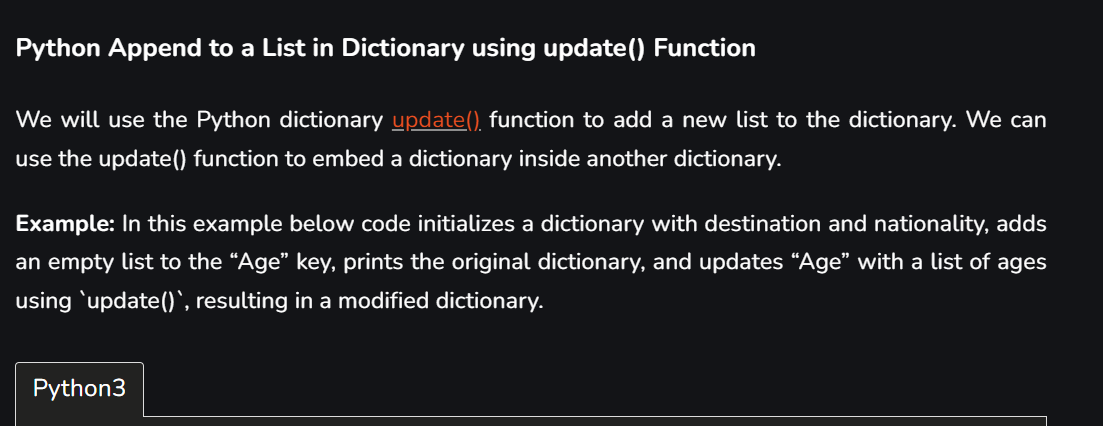 Python Append to a List in Dictionary using update() Function
We will use the Python dictionary update() function to add a new list to the dictionary. We can
use the update() function to embed a dictionary inside another dictionary.
Example: In this example below code initializes a dictionary with destination and nationality, adds
an empty list to the “Age” key, prints the original dictionary, and updates “Age” with a list of ages
using `update()`, resulting in a modified dictionary.
Python3